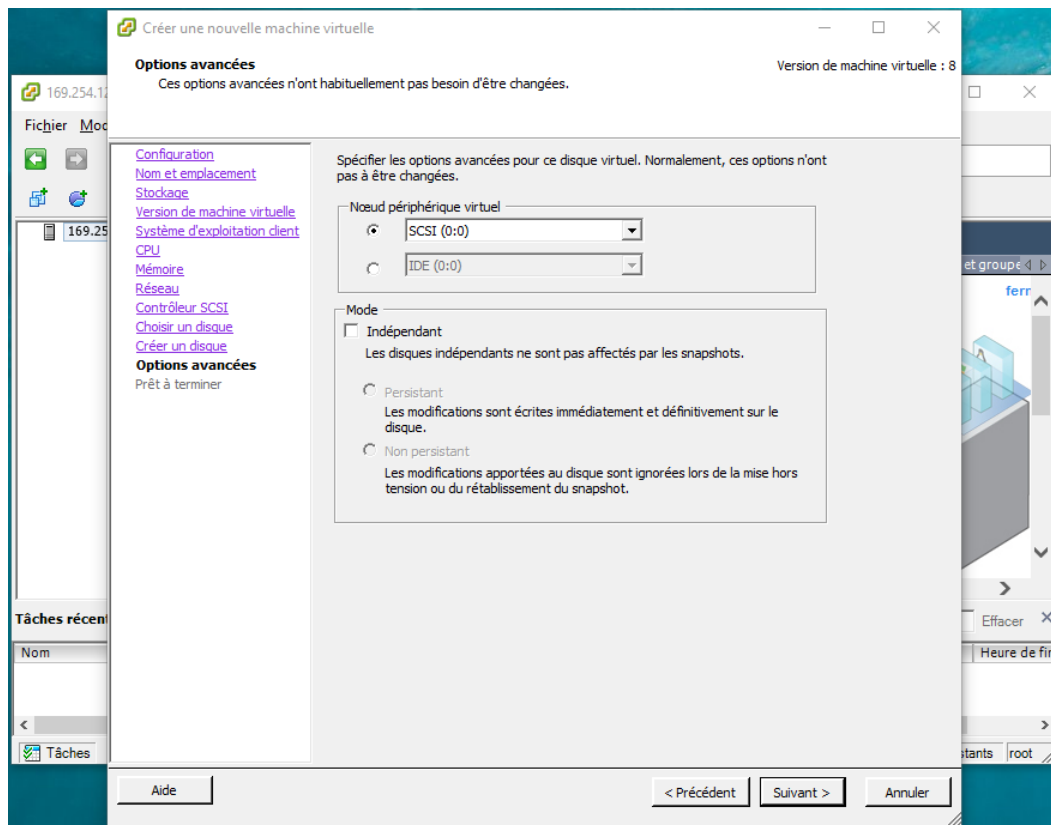 Créer une nouvelle machine virtuelle
Options avancées
Ces options avancées n'ont habituellement pas besoin d'être changées.
Version de machine virtuelle : 8
169.254.12
Fichier Mod
169.25
Configuration
Nom et emplacement
Stockage
Version de machine virtuelle
Système d'exploitation client
CPU
Mémoire
Réseau
Contrôleur SCSI
Choisir un disque
Créer un disque
Options avancées
Prêt à terminer
Spécifier les options avancées pour ce disque virtuel. Normalement, ces options n'ont
pas à être changées.
Nœud périphérique virtuel
SCSI (0:0)
IDE (0:0)
Mode
Indépendant
Les disques indépendants ne sont pas affectés par les snapshots.
Persistant
Les modifications sont écrites immédiatement et définitivement sur le
disque.
Non persistant
Les modifications apportées au disque sont ignorées lors de la mise hors
tension ou du rétablissement du snapshot.
et groupe
ferr
Tâches récen
Effacer
Nom
Heure de fin
Tâches
stants
root
Aide
< Précédent
Suivant >
Annuler